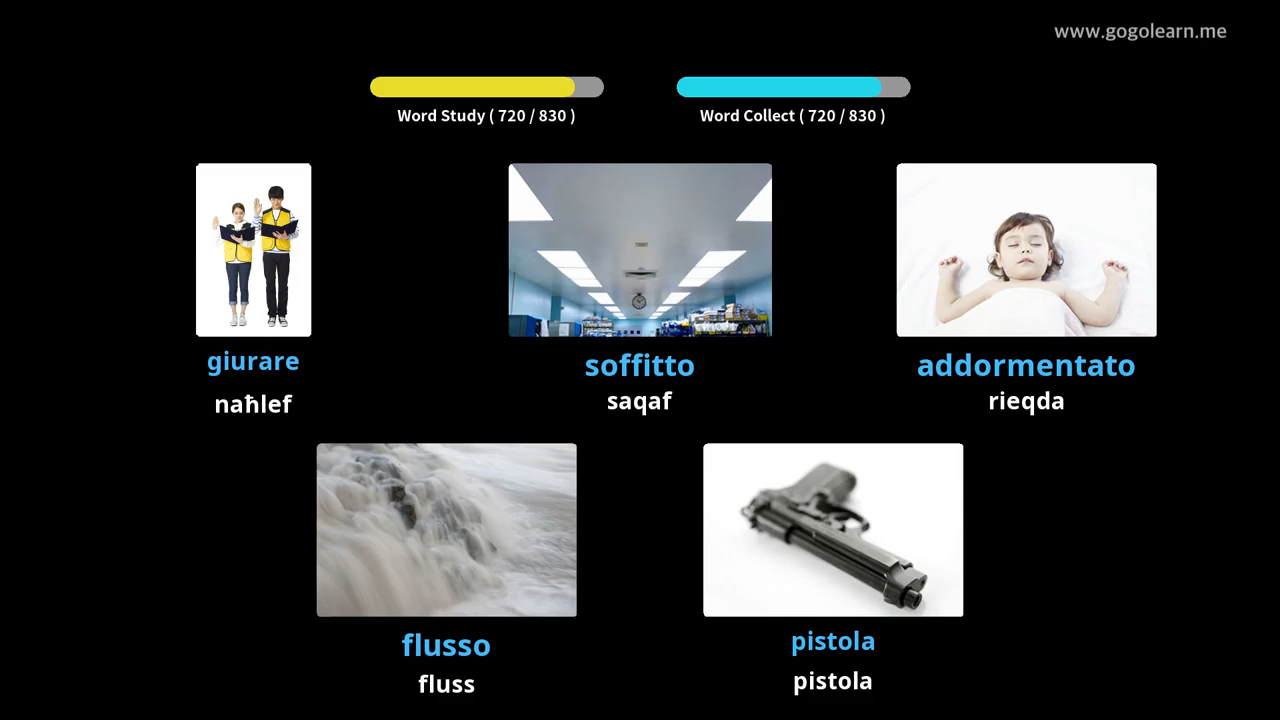 www.gogolearn.me
Word Study ( 720 / 830 )
Word Collect ( 720 / 830 )
giurare
naħlef
soffitto
saqaf
addormentato
rieqda
flusso
fluss
pistola
pistola